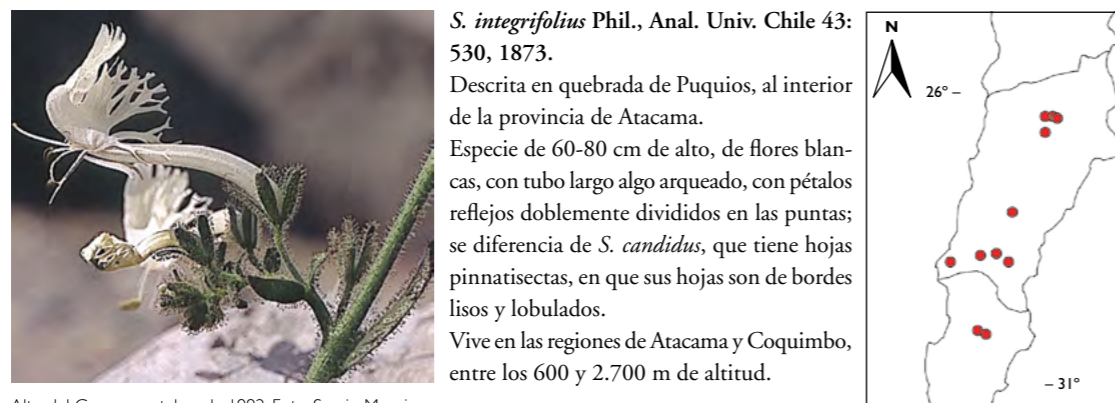 S. integrifolius Phil., Anal. Univ. Chile 43:
530, 1873.
Descrita en quebrada de Puquios, al interior
de la provincia de Atacama.
Especie de 60-80 cm de alto, de flores blan-
cas, con tubo largo algo arqueado, con pétalos
reflejos doblemente divididos en las puntas;
se diferencia de S. candidus, que tiene hojas
pinnatisectas, en que sus hojas son de bordes
lisos y lobulados.
Vive en las regiones de Atacama y Coquimbo,
entre los 600 y 2.700 m de altitud.
N
26º –
– 31º